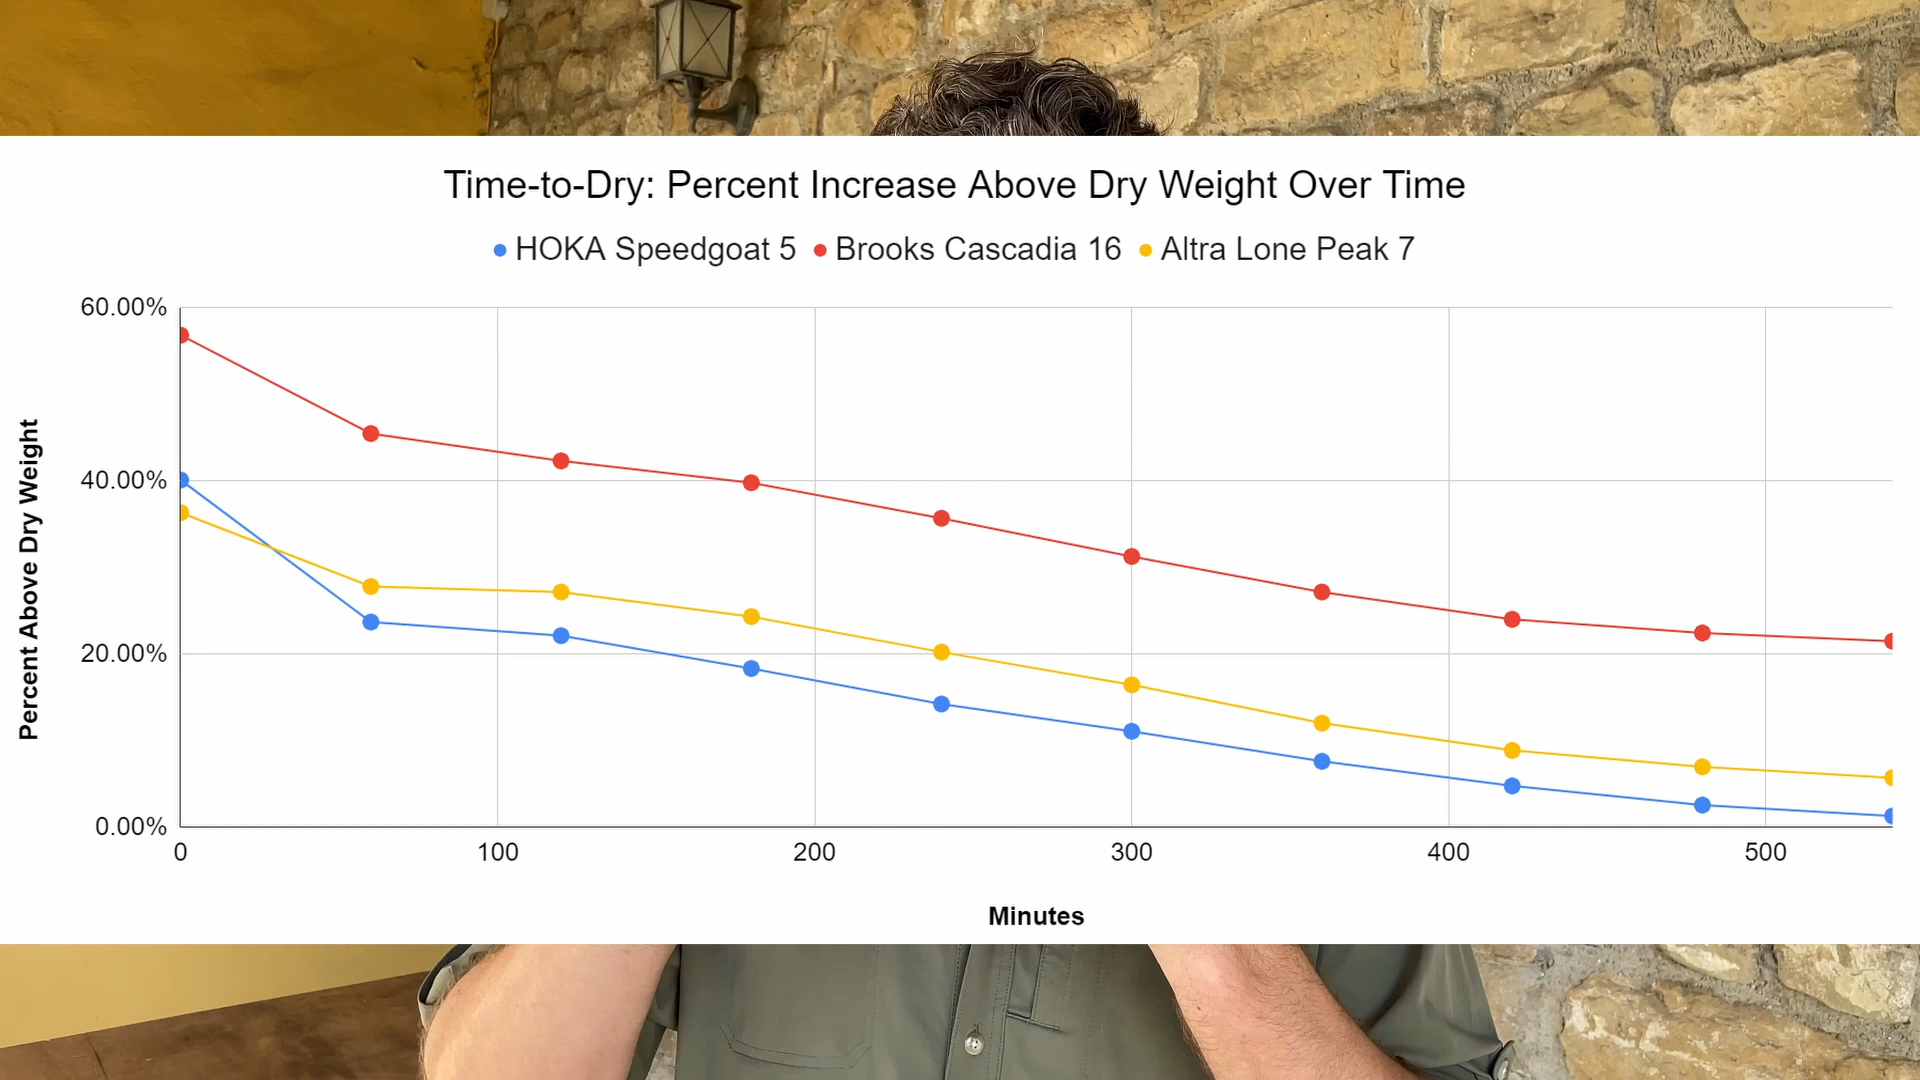 Time-to-Dry: Percent Increase Above Dry Weight Over Time
HOKA Speedgoat 5 Brooks Cascadia 16 Altra Lone Peak 7
Percent Above Dry Weight
60.00%
40.00%
20.00%
0.00%
0 100 200 300 400 500
Minutes